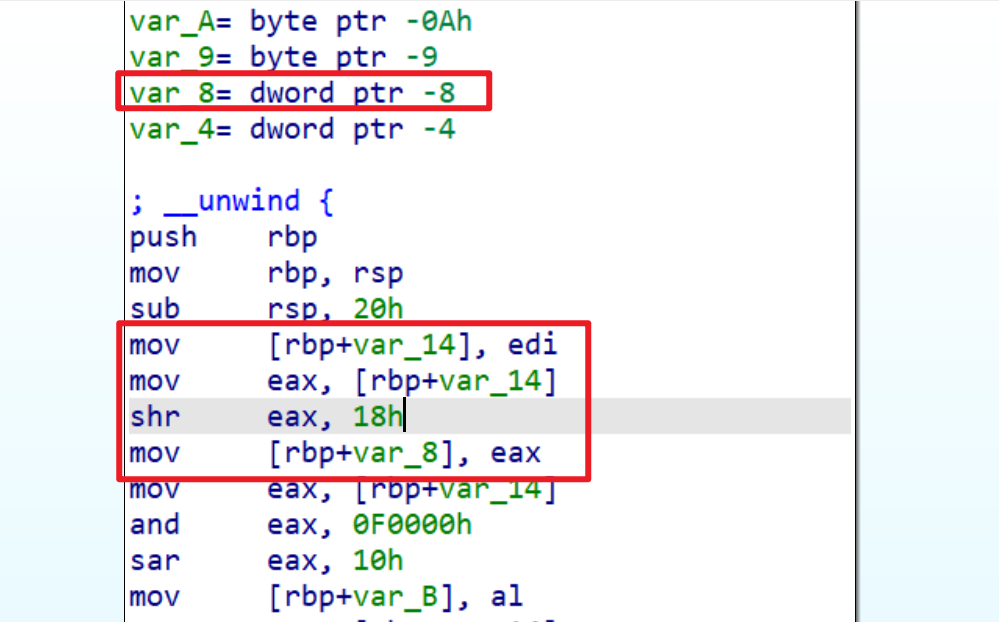 var_A= byte ptr -0Ah
var_9= byte ptr -9
var_8= dword ptr -8
var_4= dword ptr -4
; __unwind {
push rbp
mov rbp, rsp
sub rsp, 20h
mov [rbp+var_14], edi
mov eax, [rbp+var_14]
shr eax, 18h
mov [rbp+var_8], eax
mov eax, [rbp+var_14]
and eax, 0F0000h
sar eax, 10h
mov [rbp+var_B], al